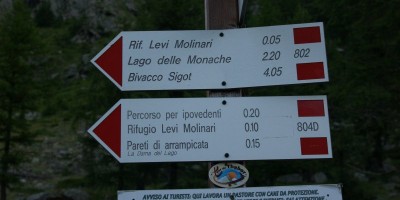 Rif. Levi Molinari 0.05
Lago delle Monache 2.20 802
Bivacco Sigot 4.05
Percorso per ipovedenti 0.20
Rifugio Levi Molinari 0.10 804D
Pareti di arrampicata 0.15
La Dama del Lago
AVVISO AI TURISTI: QUI LAVORA UN PASTORE CON CANI DA PROTEZIONE.